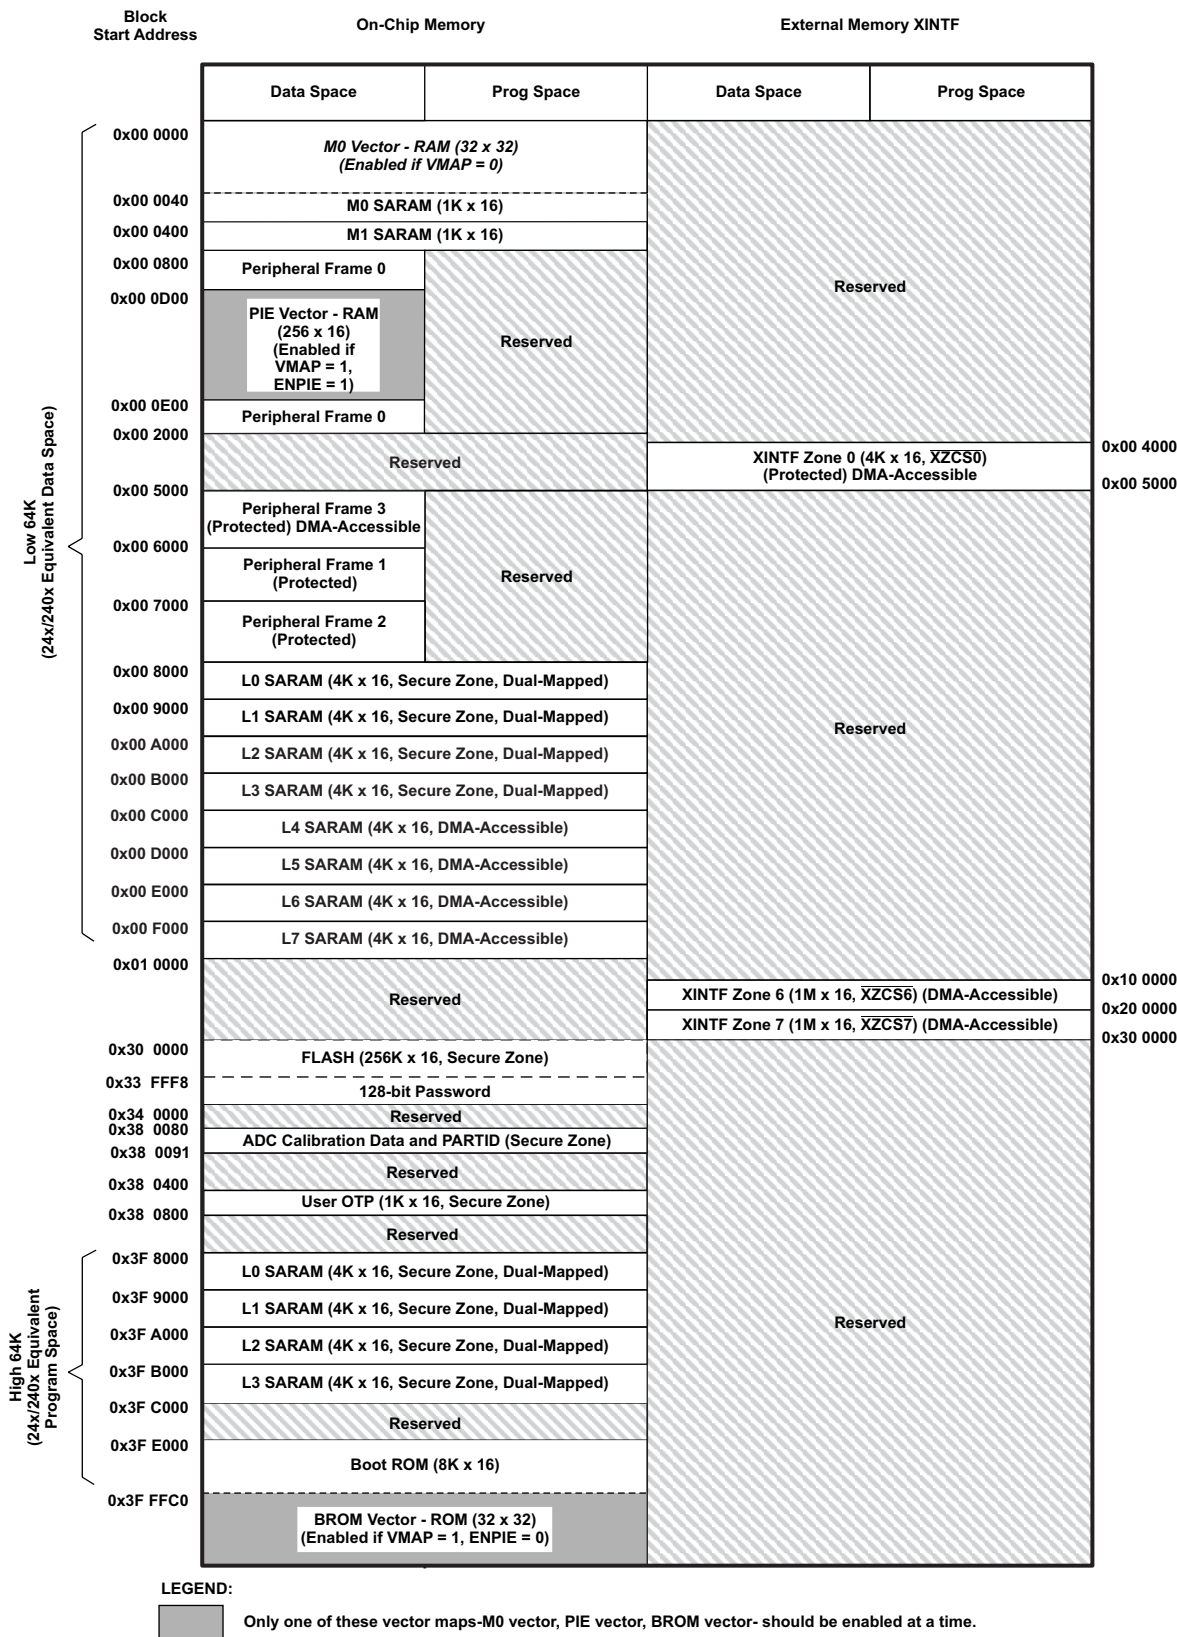 Block
Start Address
On-Chip Memory
External Memory XINTF
Data Space
Prog Space
Data Space
Prog Space
0x00 0000
M0 Vector - RAM (32 x 32)
(Enabled if VMAP = 0)
0x00 0040
M0 SARAM (1K x 16)
0x00 0400
M1 SARAM (1K x 16)
0x00 0800
Peripheral Frame 0
Reserved
0x00 0D00
PIE Vector - RAM
(256 x 16)
(Enabled if
VMAP = 1,
ENPIE = 1)
Reserved
0x00 0E00
Peripheral Frame 0
0x00 2000
Reserved
XINTF Zone 0 (4K x 16, XZCS0)
(Protected) DMA-Accessible
0x00 4000
0x00 5000
0x00 5000
Peripheral Frame 3
(Protected) DMA-Accessible
0x00 6000
Peripheral Frame 1
(Protected)
Reserved
0x00 7000
Peripheral Frame 2
(Protected)
Low 64K
(24x/240x Equivalent Data Space)
0x00 8000
L0 SARAM (4K x 16, Secure Zone, Dual-Mapped)
0x00 9000
L1 SARAM (4K x 16, Secure Zone, Dual-Mapped)
Reserved
0x00 A000
L2 SARAM (4K x 16, Secure Zone, Dual-Mapped)
0x00 B000
L3 SARAM (4K x 16, Secure Zone, Dual-Mapped)
0x00 C000
L4 SARAM (4K x 16, DMA-Accessible)
0x00 D000
L5 SARAM (4K x 16, DMA-Accessible)
0x00 E000
L6 SARAM (4K x 16, DMA-Accessible)
0x00 F000
L7 SARAM (4K x 16, DMA-Accessible)
0x01 0000
Reserved
XINTF Zone 6 (1M x 16, XZCS6) (DMA-Accessible)
0x10 0000
0x20 0000
XINTF Zone 7 (1M x 16, XZCS7) (DMA-Accessible)
0x30 0000
0x30 0000
FLASH (256K x 16, Secure Zone)
0x33 FFF8
128-bit Password
0x34 0000
Reserved
0x38 0080
ADC Calibration Data and PARTID (Secure Zone)
0x38 0091
Reserved
0x38 0400
User OTP (1K x 16, Secure Zone)
0x38 0800
Reserved
0x3F 8000
L0 SARAM (4K x 16, Secure Zone, Dual-Mapped)
0x3F 9000
L1 SARAM (4K x 16, Secure Zone, Dual-Mapped)
Reserved
0x3F A000
L2 SARAM (4K x 16, Secure Zone, Dual-Mapped)
High 64K
(24x/240x Equivalent
Program Space)
0x3F B000
L3 SARAM (4K x 16, Secure Zone, Dual-Mapped)
0x3F C000
Reserved
0x3F E000
Boot ROM (8K x 16)
0x3F FFC0
BROM Vector - ROM (32 x 32)
(Enabled if VMAP = 1, ENPIE = 0)
LEGEND:
Only one of these vector maps-M0 vector, PIE vector, BROM vector- should be enabled at a time.